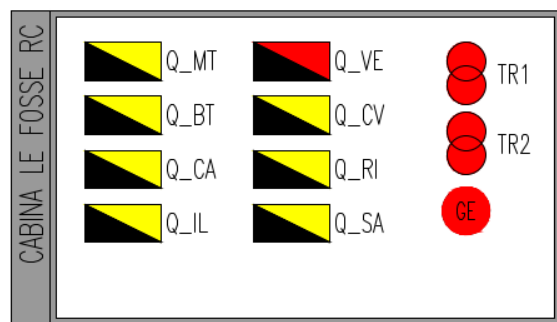 CABINA LE FOSSE RC
Q_MT
Q_VE
TR1
Q_BT
Q_CV
TR2
Q_CA
Q_RI
GE
Q_IL
Q_SA